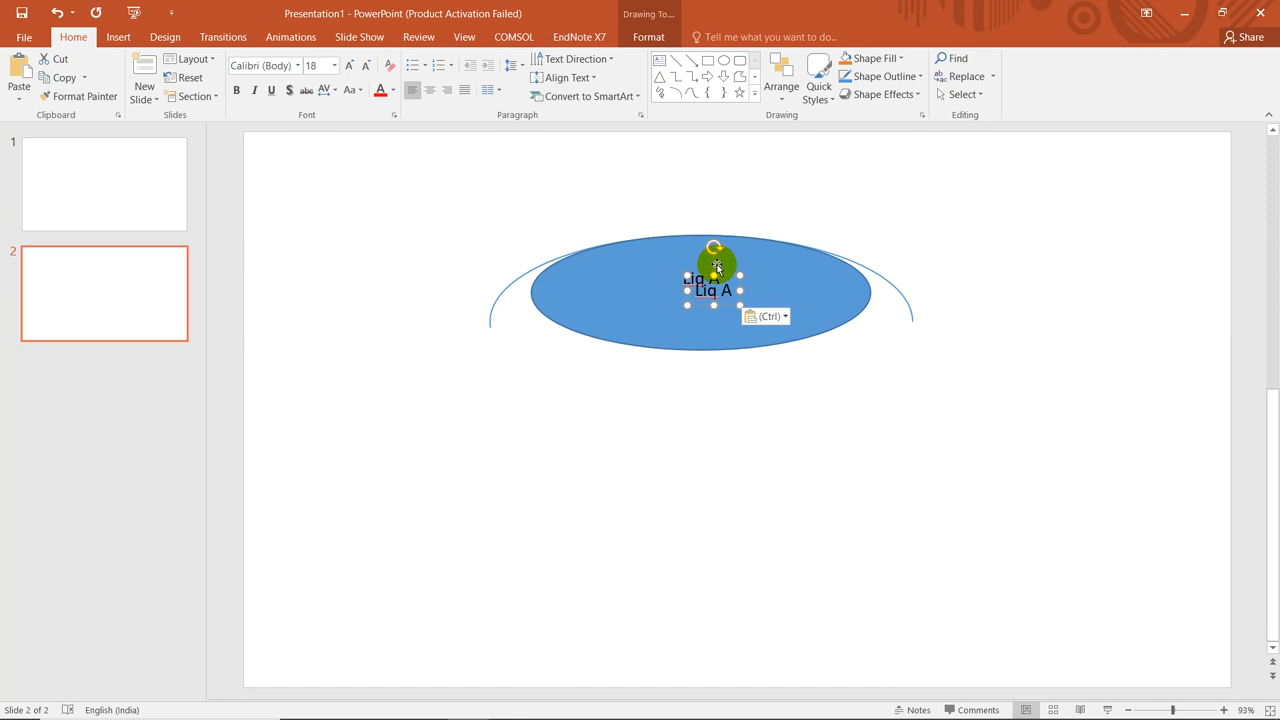 Presentation1 - PowerPoint (Product Activation Failed)
Drawing To...
File Home Insert Design Transitions Animations Slide Show Review View COMSOL EndNote X7 Format Tell me what you want to do... Share
Paste
Cut
Copy
Format Painter
Clipboard
New
Slide
Layout
Reset
Section
Slides
Calibri (Body) 18
B I U S abc AV Aa A
Font
Text Direction
Align Text
Convert to SmartArt
Paragraph
Arrange
Quick
Styles
Shape Fill
Shape Outline
Shape Effects
Drawing
Find
Replace
Select
Editing
1
2
Liq A
Liq A
(Ctrl)
Slide 2 of 2 English (India) Notes Comments 93%